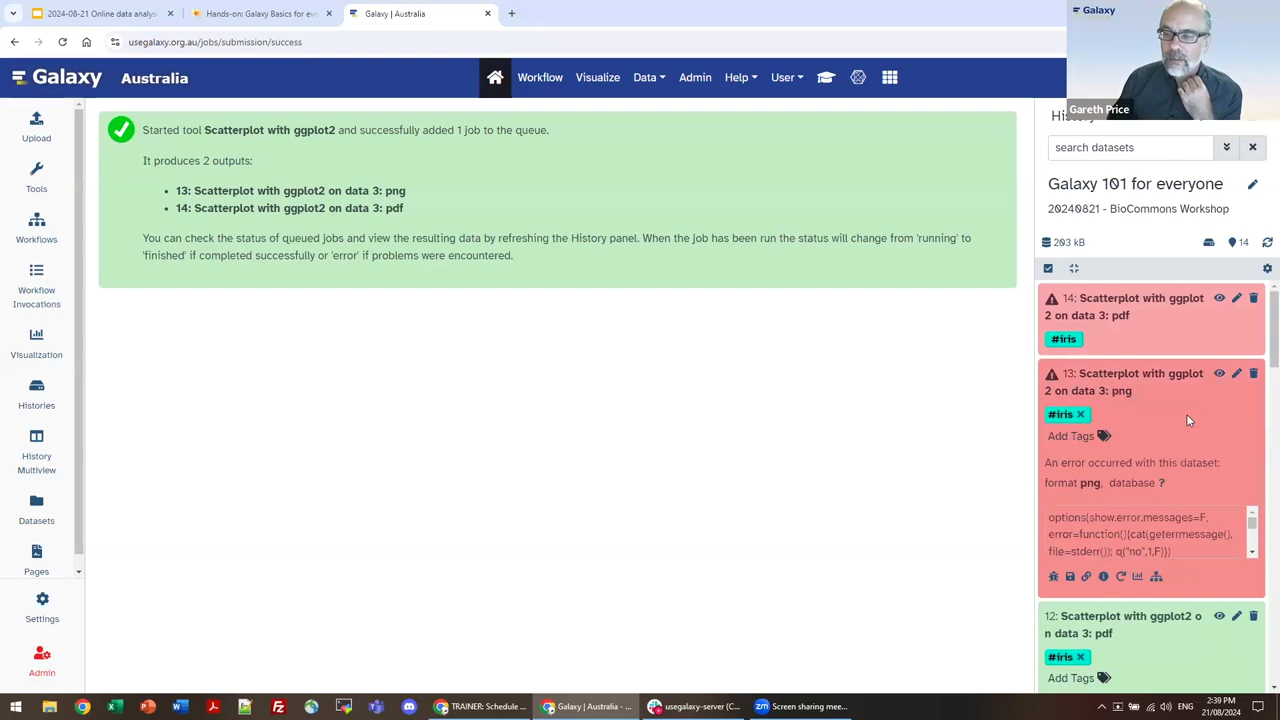 2024-08-21 Online data analysi
Hands-on: Galaxy Basics for eve
Galaxy | Australia
usegalaxy.org.au/jobs/submission/success
Galaxy
Gareth Price
Galaxy Australia
Workflow Visualize Data Admin Help User
Upload
Tools
Workflows
Workflow
Invocations
Visualization
Histories
History
Multiview
Datasets
Pages
Settings
Admin
Started tool Scatterplot with ggplot2 and successfully added 1 job to the queue.
It produces 2 outputs:
• 13: Scatterplot with ggplot2 on data 3: png
• 14: Scatterplot with ggplot2 on data 3: pdf
You can check the status of queued jobs and view the resulting data by refreshing the History panel. When the job has been run the status will change from 'running' to
'finished' if completed successfully or 'error' if problems were encountered.
search datasets
Galaxy 101 for everyone
20240821 - BioCommons Workshop
203 kB 14
14: Scatterplot with ggplot
2 on data 3: pdf
#iris
13: Scatterplot with ggplot
2 on data 3: png
#iris
Add Tags
An error occurred with this dataset:
format png, database ?
options(show.error.messages=F,
error=function(){cat(geterrmessage(),
file=stderr()); q("no",1,F)})
12: Scatterplot with ggplot2 o
n data 3: pdf
#iris
Add Tags
TRAINER: Schedule ...
Galaxy | Australia - ...
usegalaxy-server (C...
Screen sharing mee...
2:39 PM
21/08/2024